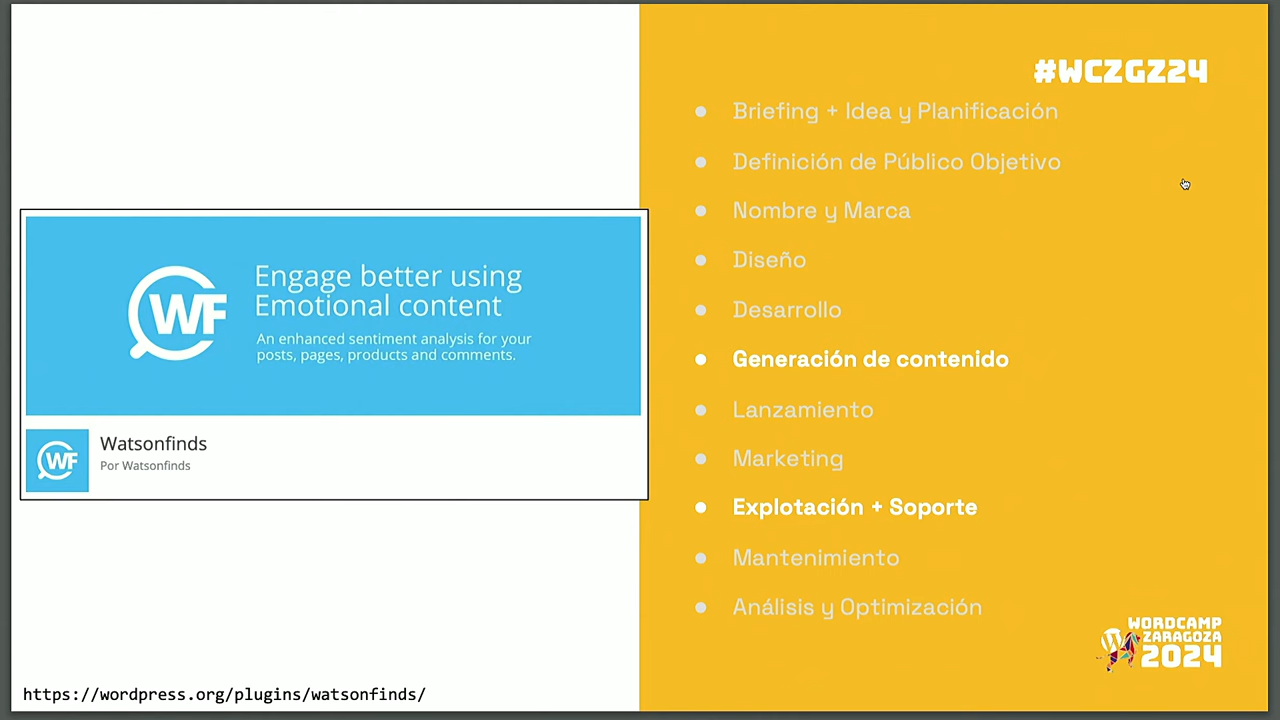 Engage better using
Emotional content
An enhanced sentiment analysis for your
posts, pages, products and comments.
WF
WF
Watsonfinds
Por Watsonfinds
https://wordpress.org/plugins/watsonfinds/
#WCZGZ24
● Briefing + Idea y Planificación
● Definición de Público Objetivo
● Nombre y Marca
● Diseño
● Desarrollo
● Generación de contenido
● Lanzamiento
● Marketing
● Explotación + Soporte
● Mantenimiento
● Análisis y Optimización
WORDCAMP
ZARAGOZA
2024